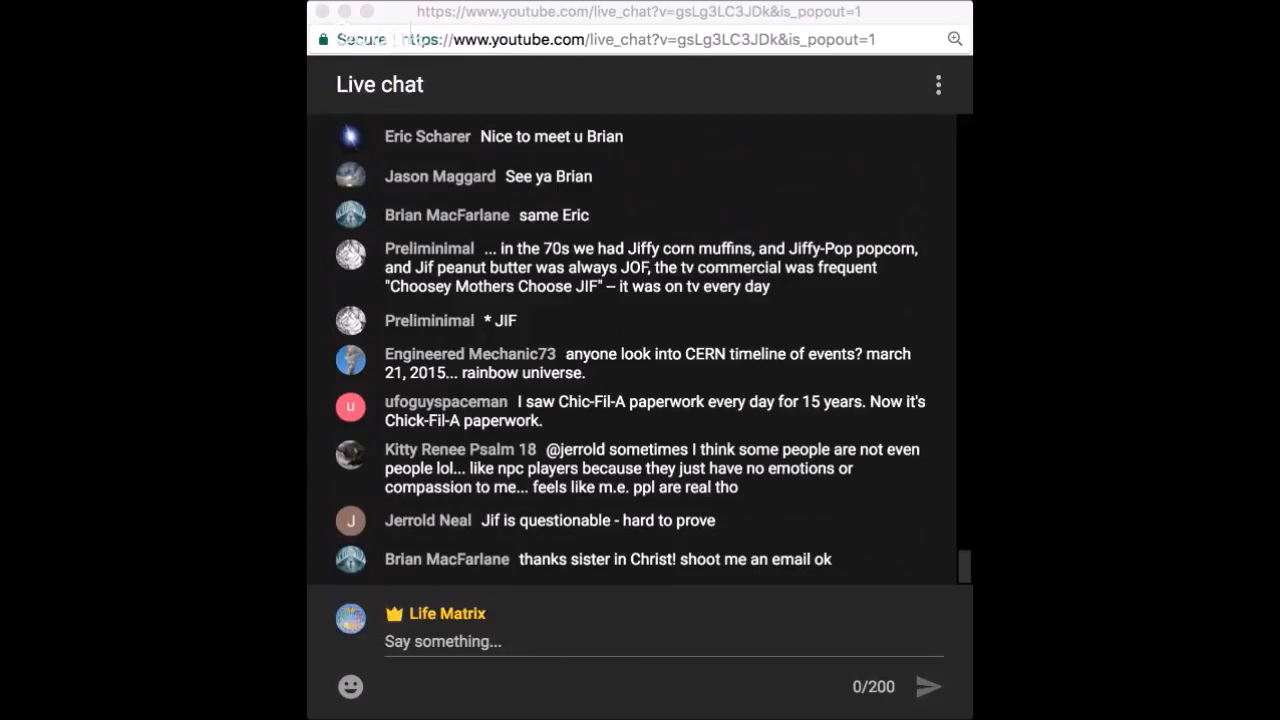 https://www.youtube.com/live_chat?v=gsLg3LC3JDk&is_popout=1
Secure https://www.youtube.com/live_chat?v=gsLg3LC3JDk&is_popout=1
Live chat
Eric Scharer Nice to meet u Brian
Jason Maggard See ya Brian
Brian MacFarlane same Eric
Preliminimal ... in the 70s we had Jiffy corn muffins, and Jiffy-Pop popcorn,
and Jif peanut butter was always JOF, the tv commercial was frequent
"Choosey Mothers Choose JIF" -- it was on tv every day
Preliminimal * JIF
Engineered Mechanic73 anyone look into CERN timeline of events? march
21, 2015... rainbow universe.
u ufoguyspaceman I saw Chic-Fil-A paperwork every day for 15 years. Now it's
Chick-Fil-A paperwork.
Kitty Renee Psalm 18 @jerrold sometimes I think some people are not even
people lol... like npc players because they just have no emotions or
compassion to me... feels like m.e. ppl are real tho
J Jerrold Neal Jif is questionable - hard to prove
Brian MacFarlane thanks sister in Christ! shoot me an email ok
Life Matrix
Say something...
0/200